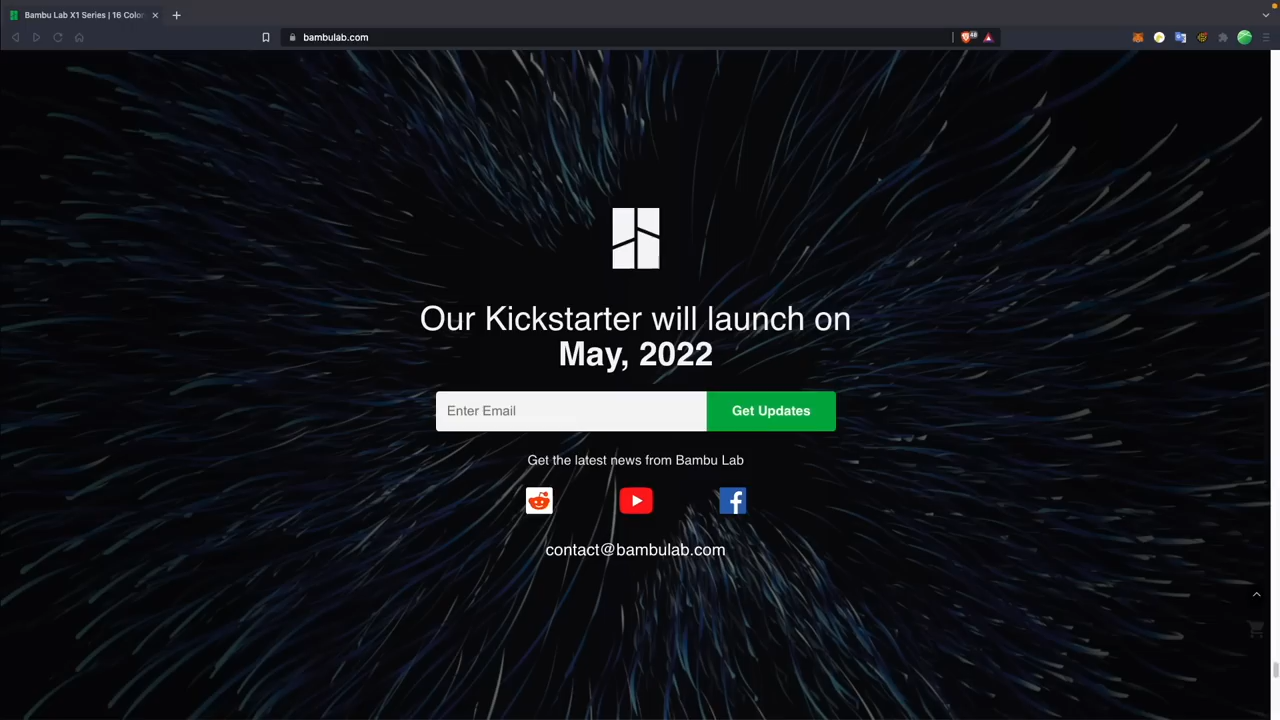 Bambu Lab X1 Series | 16 Color
bambulab.com
48
Our Kickstarter will launch on
May, 2022
Enter Email
Get Updates
Get the latest news from Bambu Lab
contact@bambulab.com